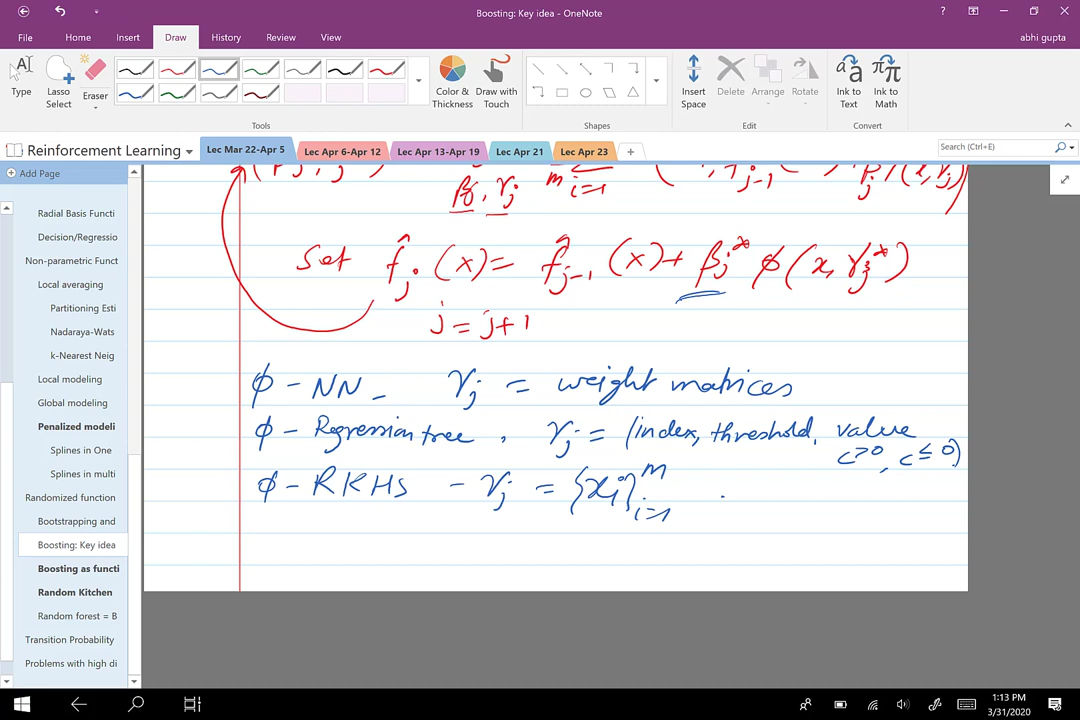 Boosting: Key idea - OneNote
?
File Home Insert Draw History Review View
abhi gupta
Type
Lasso Select
Eraser
Color & Thickness
Draw with Touch
Insert Space
Delete
Arrange
Rotate
Ink to Text
Ink to Math
Tools
Shapes
Edit
Convert
Reinforcement Learning
Lec Mar 22-Apr 5
Lec Apr 6-Apr 12
Lec Apr 13-Apr 19
Lec Apr 21
Lec Apr 23
+
Search (Ctrl+E)
Add Page
Radial Basis Functi
Decision/Regressio
Non-parametric Funct
Local averaging
Partitioning Esti
Nadaraya-Wats
k-Nearest Neig
Local modeling
Global modeling
Penalized modeli
Splines in One
Splines in multi
Randomized function
Bootstrapping and
Boosting: Key idea
Boosting as functi
Random Kitchen
Random forest = B
Transition Probability
Problems with high di
βj, γj m i=1
Set f̂j (x) = f̂j-1 (x) + βj* φ(x, γj*)
j = j+1
φ - NN - γj = weight matrices
φ - Regression tree , γj = (index, threshold, value
c>0, c≤0)
φ - RKHS - γj = {xi}
m
i=1
1:13 PM
3/31/2020